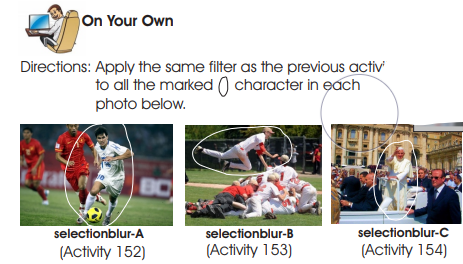 On Your Own
Directions: Apply the same filter as the previous activ
to all the marked () character in each
photo below.
selectionblur-A
selectionblur-B
selectionblur-C
(Activity 152)
(Activity 153)
(Activity 154)